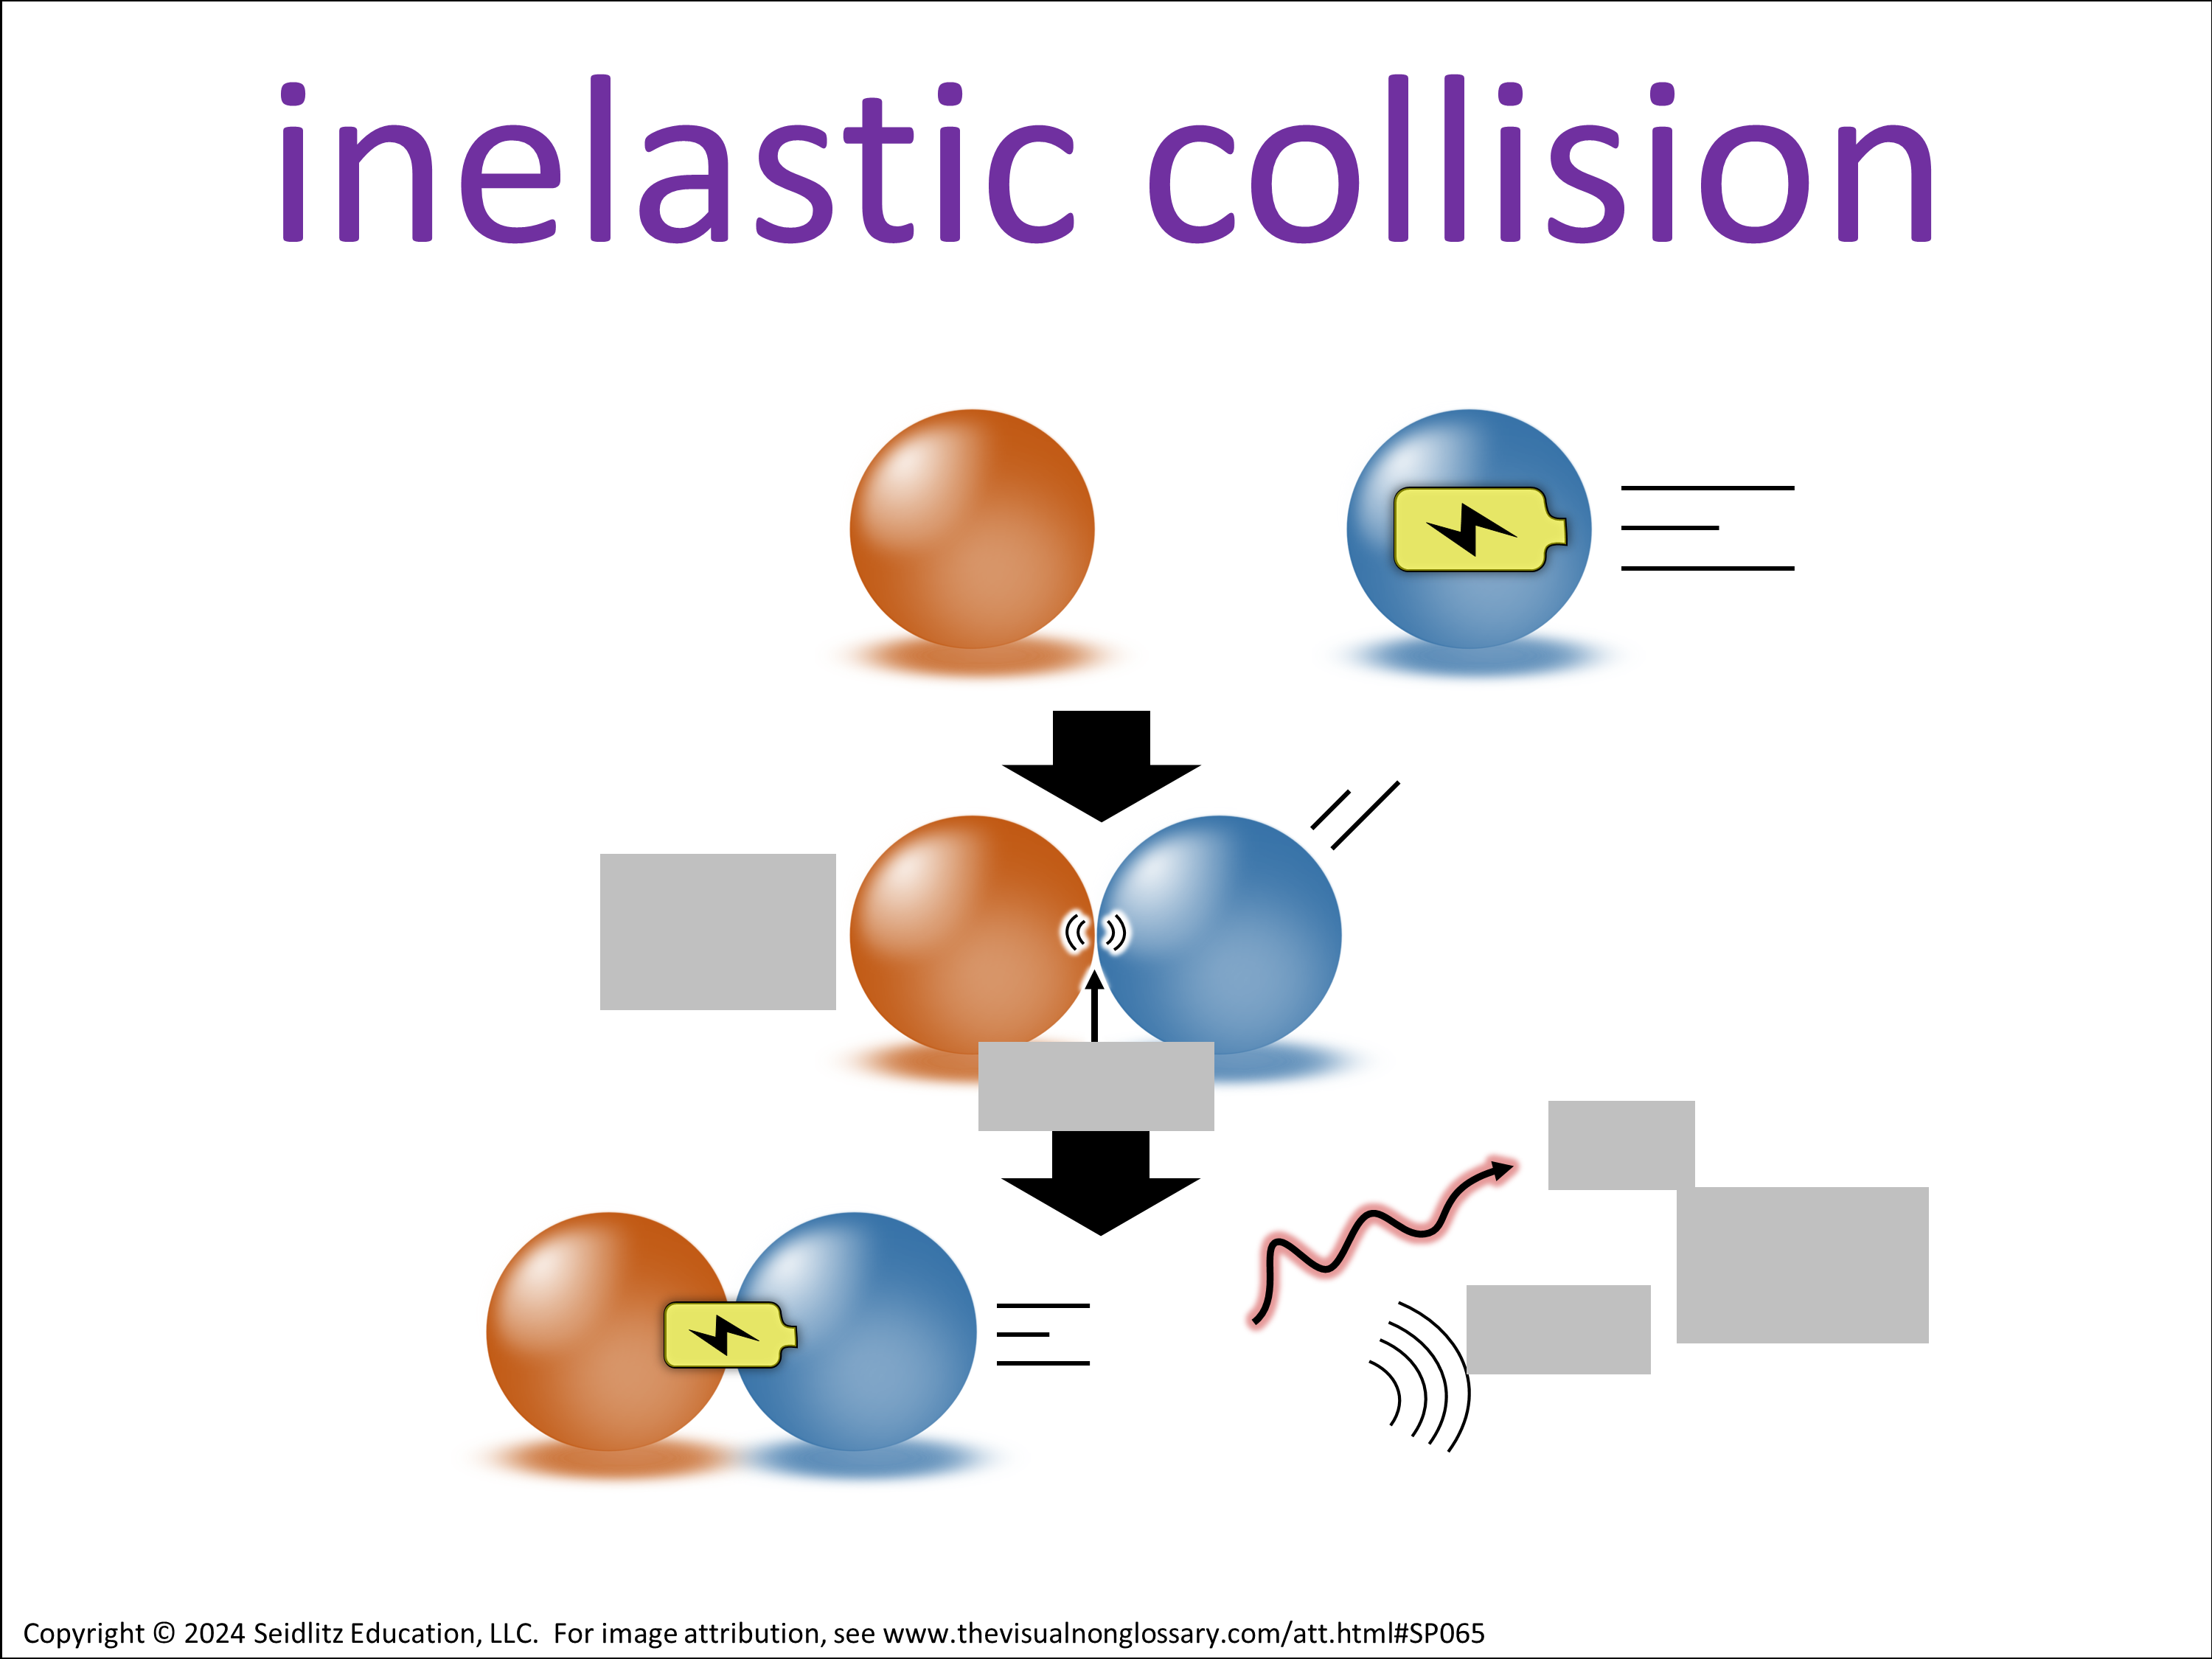 inelastic collision
Copyright © 2024 Seidlitz Education, LLC.  For image attribution, see www.thevisualnonglossary.com/att.html#SP065